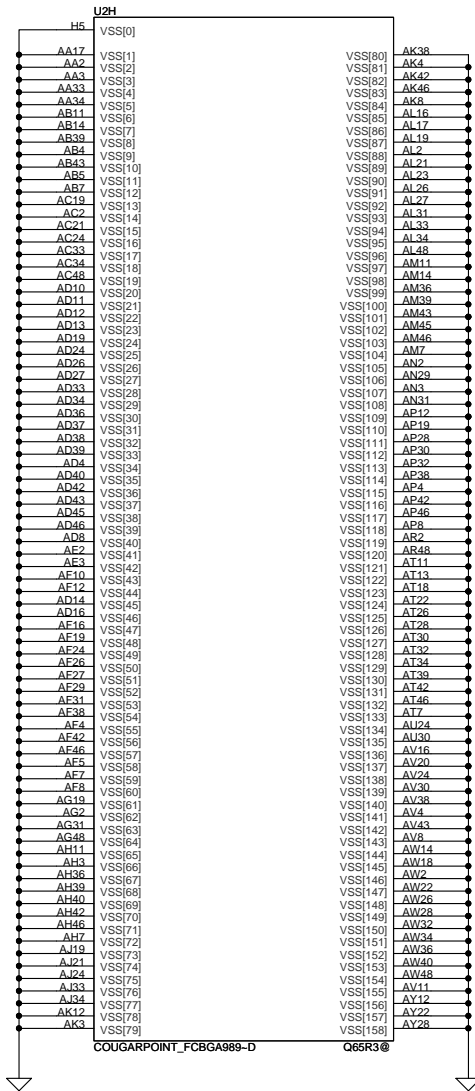 U2H
H5 VSS[0]
AA17 VSS[1] VSS[80] AK38
AA2 VSS[2] VSS[81] AK4
AA3 VSS[3] VSS[82] AK42
AA33 VSS[4] VSS[83] AK46
AA34 VSS[5] VSS[84] AK8
AB11 VSS[6] VSS[85] AL16
AB14 VSS[7] VSS[86] AL17
AB39 VSS[8] VSS[87] AL19
AB4 VSS[9] VSS[88] AL2
AB43 VSS[10] VSS[89] AL21
AB5 VSS[11] VSS[90] AL23
AB7 VSS[12] VSS[91] AL26
AC19 VSS[13] VSS[92] AL27
AC2 VSS[14] VSS[93] AL31
AC21 VSS[15] VSS[94] AL33
AC24 VSS[16] VSS[95] AL34
AC33 VSS[17] VSS[96] AL48
AC34 VSS[18] VSS[97] AM11
AC48 VSS[19] VSS[98] AM14
AD10 VSS[20] VSS[99] AM36
AD11 VSS[21] VSS[100] AM39
AD12 VSS[22] VSS[101] AM43
AD13 VSS[23] VSS[102] AM45
AD19 VSS[24] VSS[103] AM46
AD24 VSS[25] VSS[104] AM7
AD26 VSS[26] VSS[105] AN2
AD27 VSS[27] VSS[106] AN29
AD33 VSS[28] VSS[107] AN3
AD34 VSS[29] VSS[108] AN31
AD36 VSS[30] VSS[109] AP12
AD37 VSS[31] VSS[110] AP19
AD38 VSS[32] VSS[111] AP28
AD39 VSS[33] VSS[112] AP30
AD4 VSS[34] VSS[113] AP32
AD40 VSS[35] VSS[114] AP38
AD42 VSS[36] VSS[115] AP4
AD43 VSS[37] VSS[116] AP42
AD45 VSS[38] VSS[117] AP46
AD46 VSS[39] VSS[118] AP8
AD8 VSS[40] VSS[119] AR2
AE2 VSS[41] VSS[120] AR48
AE3 VSS[42] VSS[121] AT11
AF10 VSS[43] VSS[122] AT13
AF12 VSS[44] VSS[123] AT18
AD14 VSS[45] VSS[124] AT22
AD16 VSS[46] VSS[125] AT26
AF16 VSS[47] VSS[126] AT28
AF19 VSS[48] VSS[127] AT30
AF24 VSS[49] VSS[128] AT32
AF26 VSS[50] VSS[129] AT34
AF27 VSS[51] VSS[130] AT39
AF29 VSS[52] VSS[131] AT42
AF31 VSS[53] VSS[132] AT46
AF38 VSS[54] VSS[133] AT7
AF4 VSS[55] VSS[134] AU24
AF42 VSS[56] VSS[135] AU30
AF46 VSS[57] VSS[136] AV16
AF5 VSS[58] VSS[137] AV20
AF7 VSS[59] VSS[138] AV24
AF8 VSS[60] VSS[139] AV30
AG19 VSS[61] VSS[140] AV38
AG2 VSS[62] VSS[141] AV4
AG31 VSS[63] VSS[142] AV43
AG48 VSS[64] VSS[143] AV8
AH11 VSS[65] VSS[144] AW14
AH3 VSS[66] VSS[145] AW18
AH36 VSS[67] VSS[146] AW2
AH39 VSS[68] VSS[147] AW22
AH40 VSS[69] VSS[148] AW26
AH42 VSS[70] VSS[149] AW28
AH46 VSS[71] VSS[150] AW32
AH7 VSS[72] VSS[151] AW34
AJ19 VSS[73] VSS[152] AW36
AJ21 VSS[74] VSS[153] AW40
AJ24 VSS[75] VSS[154] AW48
AJ33 VSS[76] VSS[155] AV11
AJ34 VSS[77] VSS[156] AY12
AK12 VSS[78] VSS[157] AY22
AK3 VSS[79] VSS[158] AY28
COUGARPOINT_FCBGA989~D Q65R3@